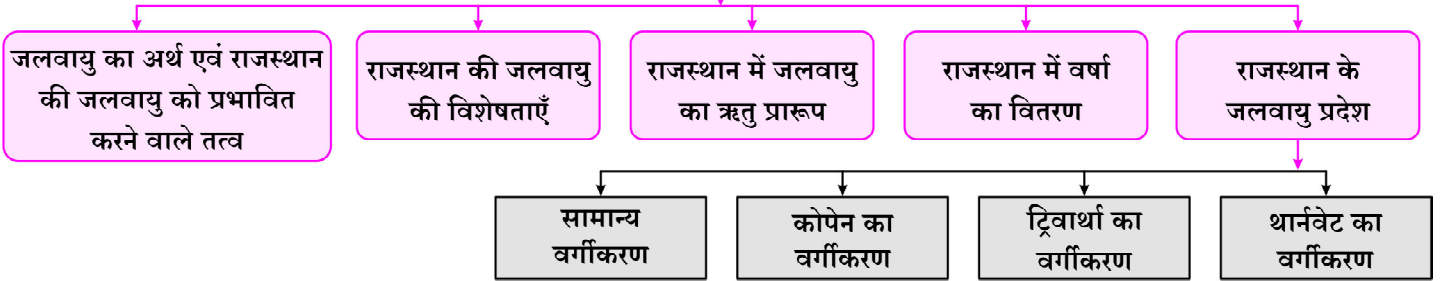 जलवायु का अर्थ एवं राजस्थान
की जलवायु को प्रभावित
करने वाले तत्व
राजस्थान की जलवायु
की विशेषताएँ
राजस्थान में जलवायु
का ऋतु प्रारूप
राजस्थान में वर्षा
का वितरण
राजस्थान के
जलवायु प्रदेश
सामान्य
वर्गीकरण
कोपेन का
वर्गीकरण
ट्रिवार्था का
वर्गीकरण
थार्नवेट का
वर्गीकरण